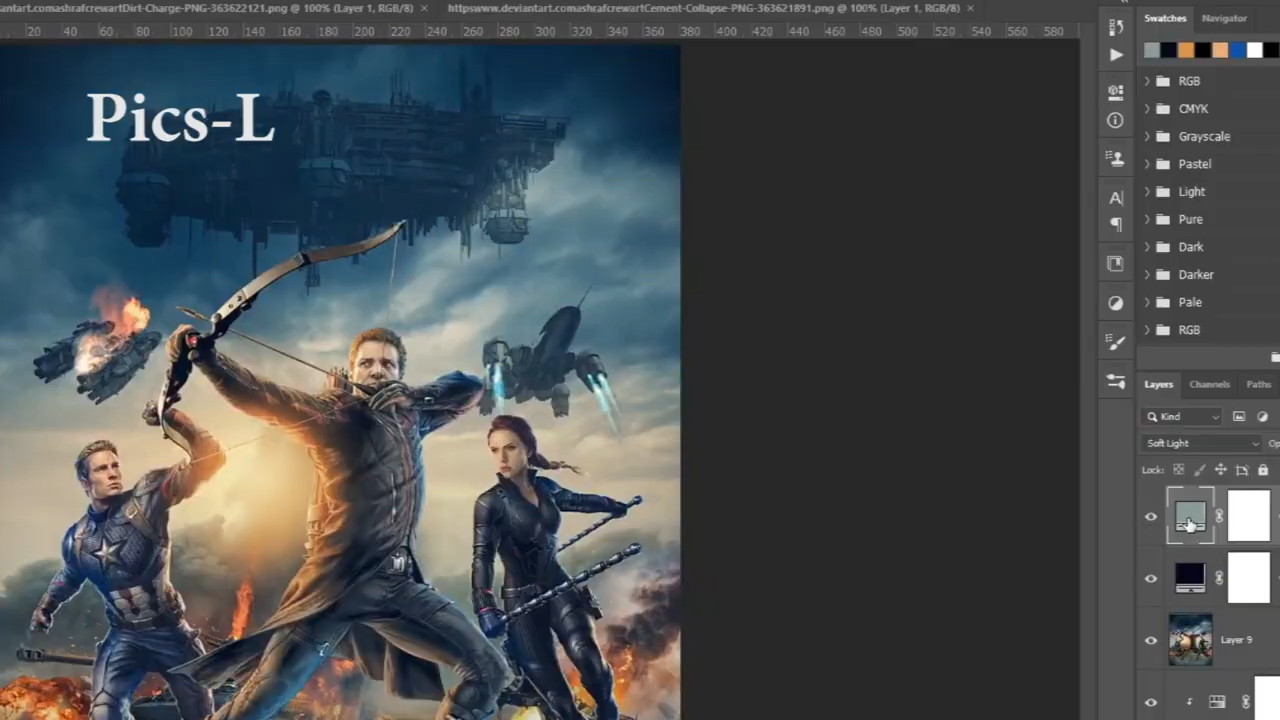 antart.comashrafcrewartDirt-Charge-PNG-363622121.png @ 100% (Layer 1, RGB/8) ×
httpswww.deviantart.comashrafcrewartCement-Collapse-PNG-363621891.png @ 100% (Layer 1, RGB/8) ×
20 40 60 80 100 120 140 160 180 200 220 240 260 280 300 320 340 360 380 400 420 440 460 480 500 520 540 560 580
Pics-L
Swatches Navigator
RGB
CMYK
Grayscale
Pastel
Light
Pure
Dark
Darker
Pale
RGB
Layers Channels Paths
Kind
Soft Light Op
Lock:
Layer 9